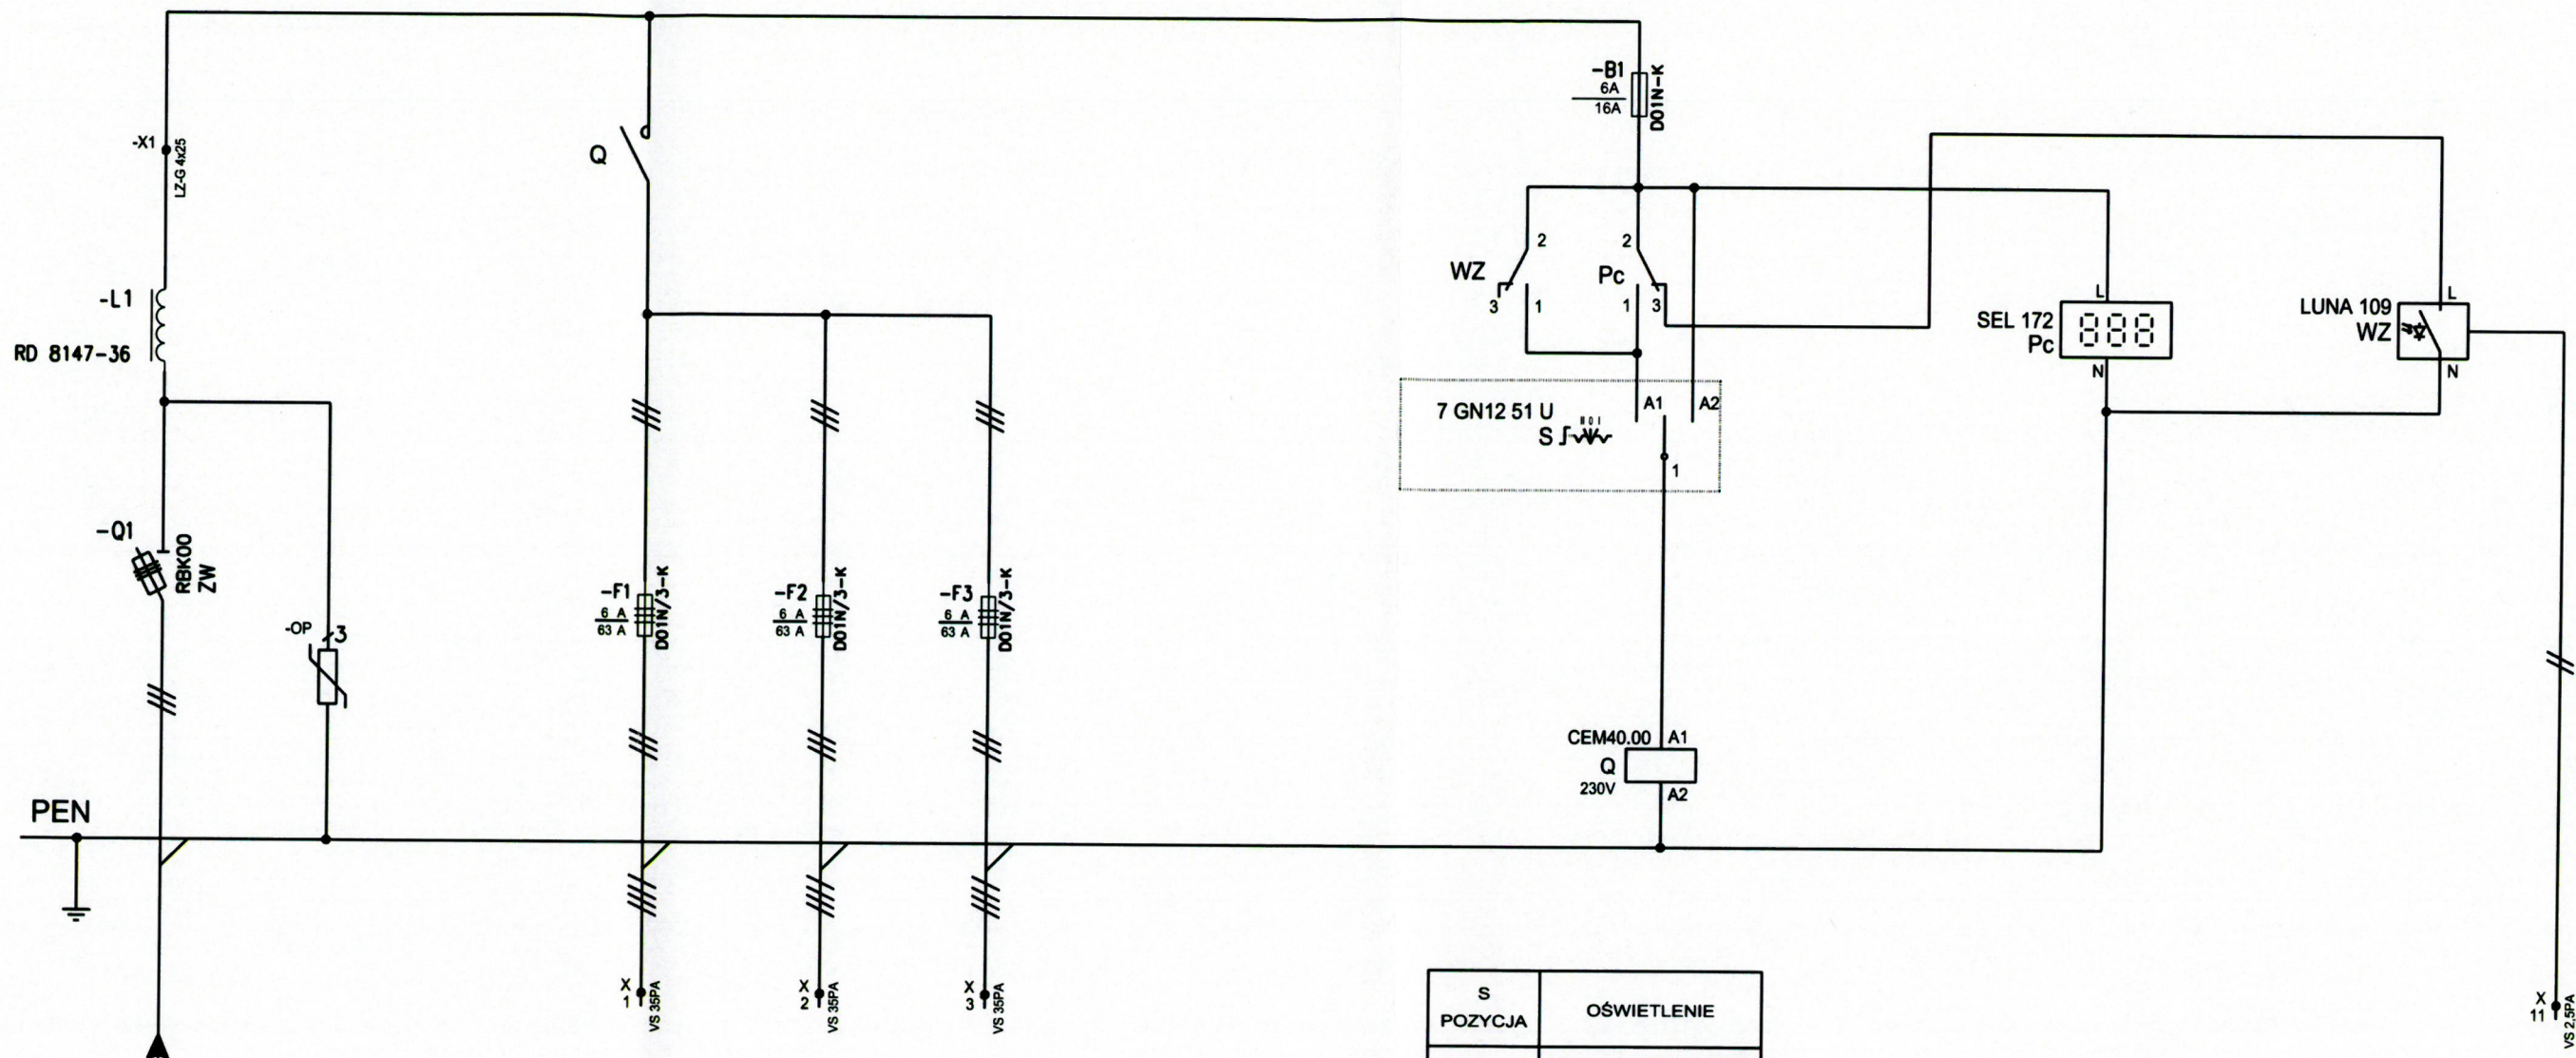 -B1
6A
16A
D01N-K
-X1
LZ-G 4x25
Q
2
2
WZ
Pc
3
1
1
3
-L1
RD 8147-36
L
SEL 172
Pc
N
L
LUNA 109
WZ
N
7 GN12 51 U
S
A1
A2
1
-Q1
RBK00
ZW
-OP
3
-F1
6 A
63 A
D01N/3-K
-F2
6 A
63 A
D01N/3-K
-F3
6 A
63 A
D01N/3-K
CEM40.00
A1
Q
230V
A2
PEN
X
1
VS 35PA
X
2
VS 35PA
X
3
VS 35PA
X
11
VS 2,5PA
S
POZYCJA
OŚWIETLENIE